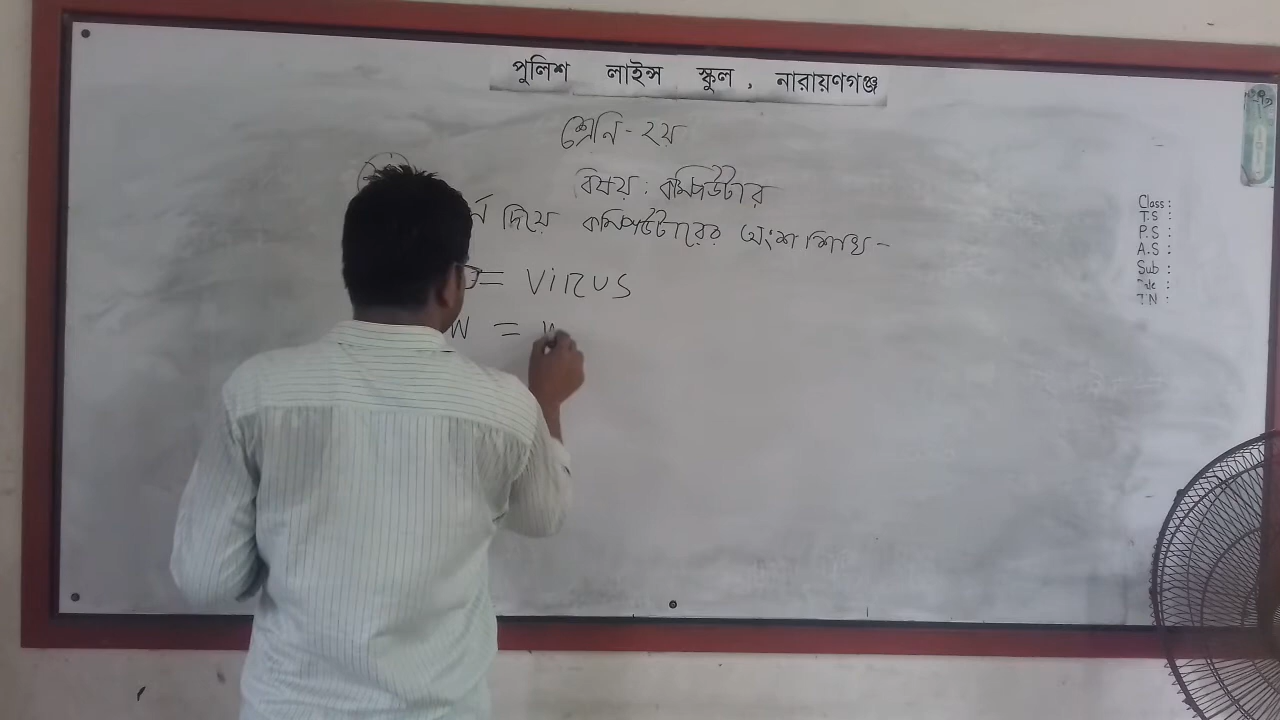 পুলিশ লাইন্স স্কুল , নারায়ণগঞ্জ
শ্রেনি - ২য়
বিষয় : কম্পিউটার
দিয়ে কম্পিউটারের অংশ শিখি -
= Virus
W = W
Class :
T.S :
P.S :
A.S :
Sub :
T.N :